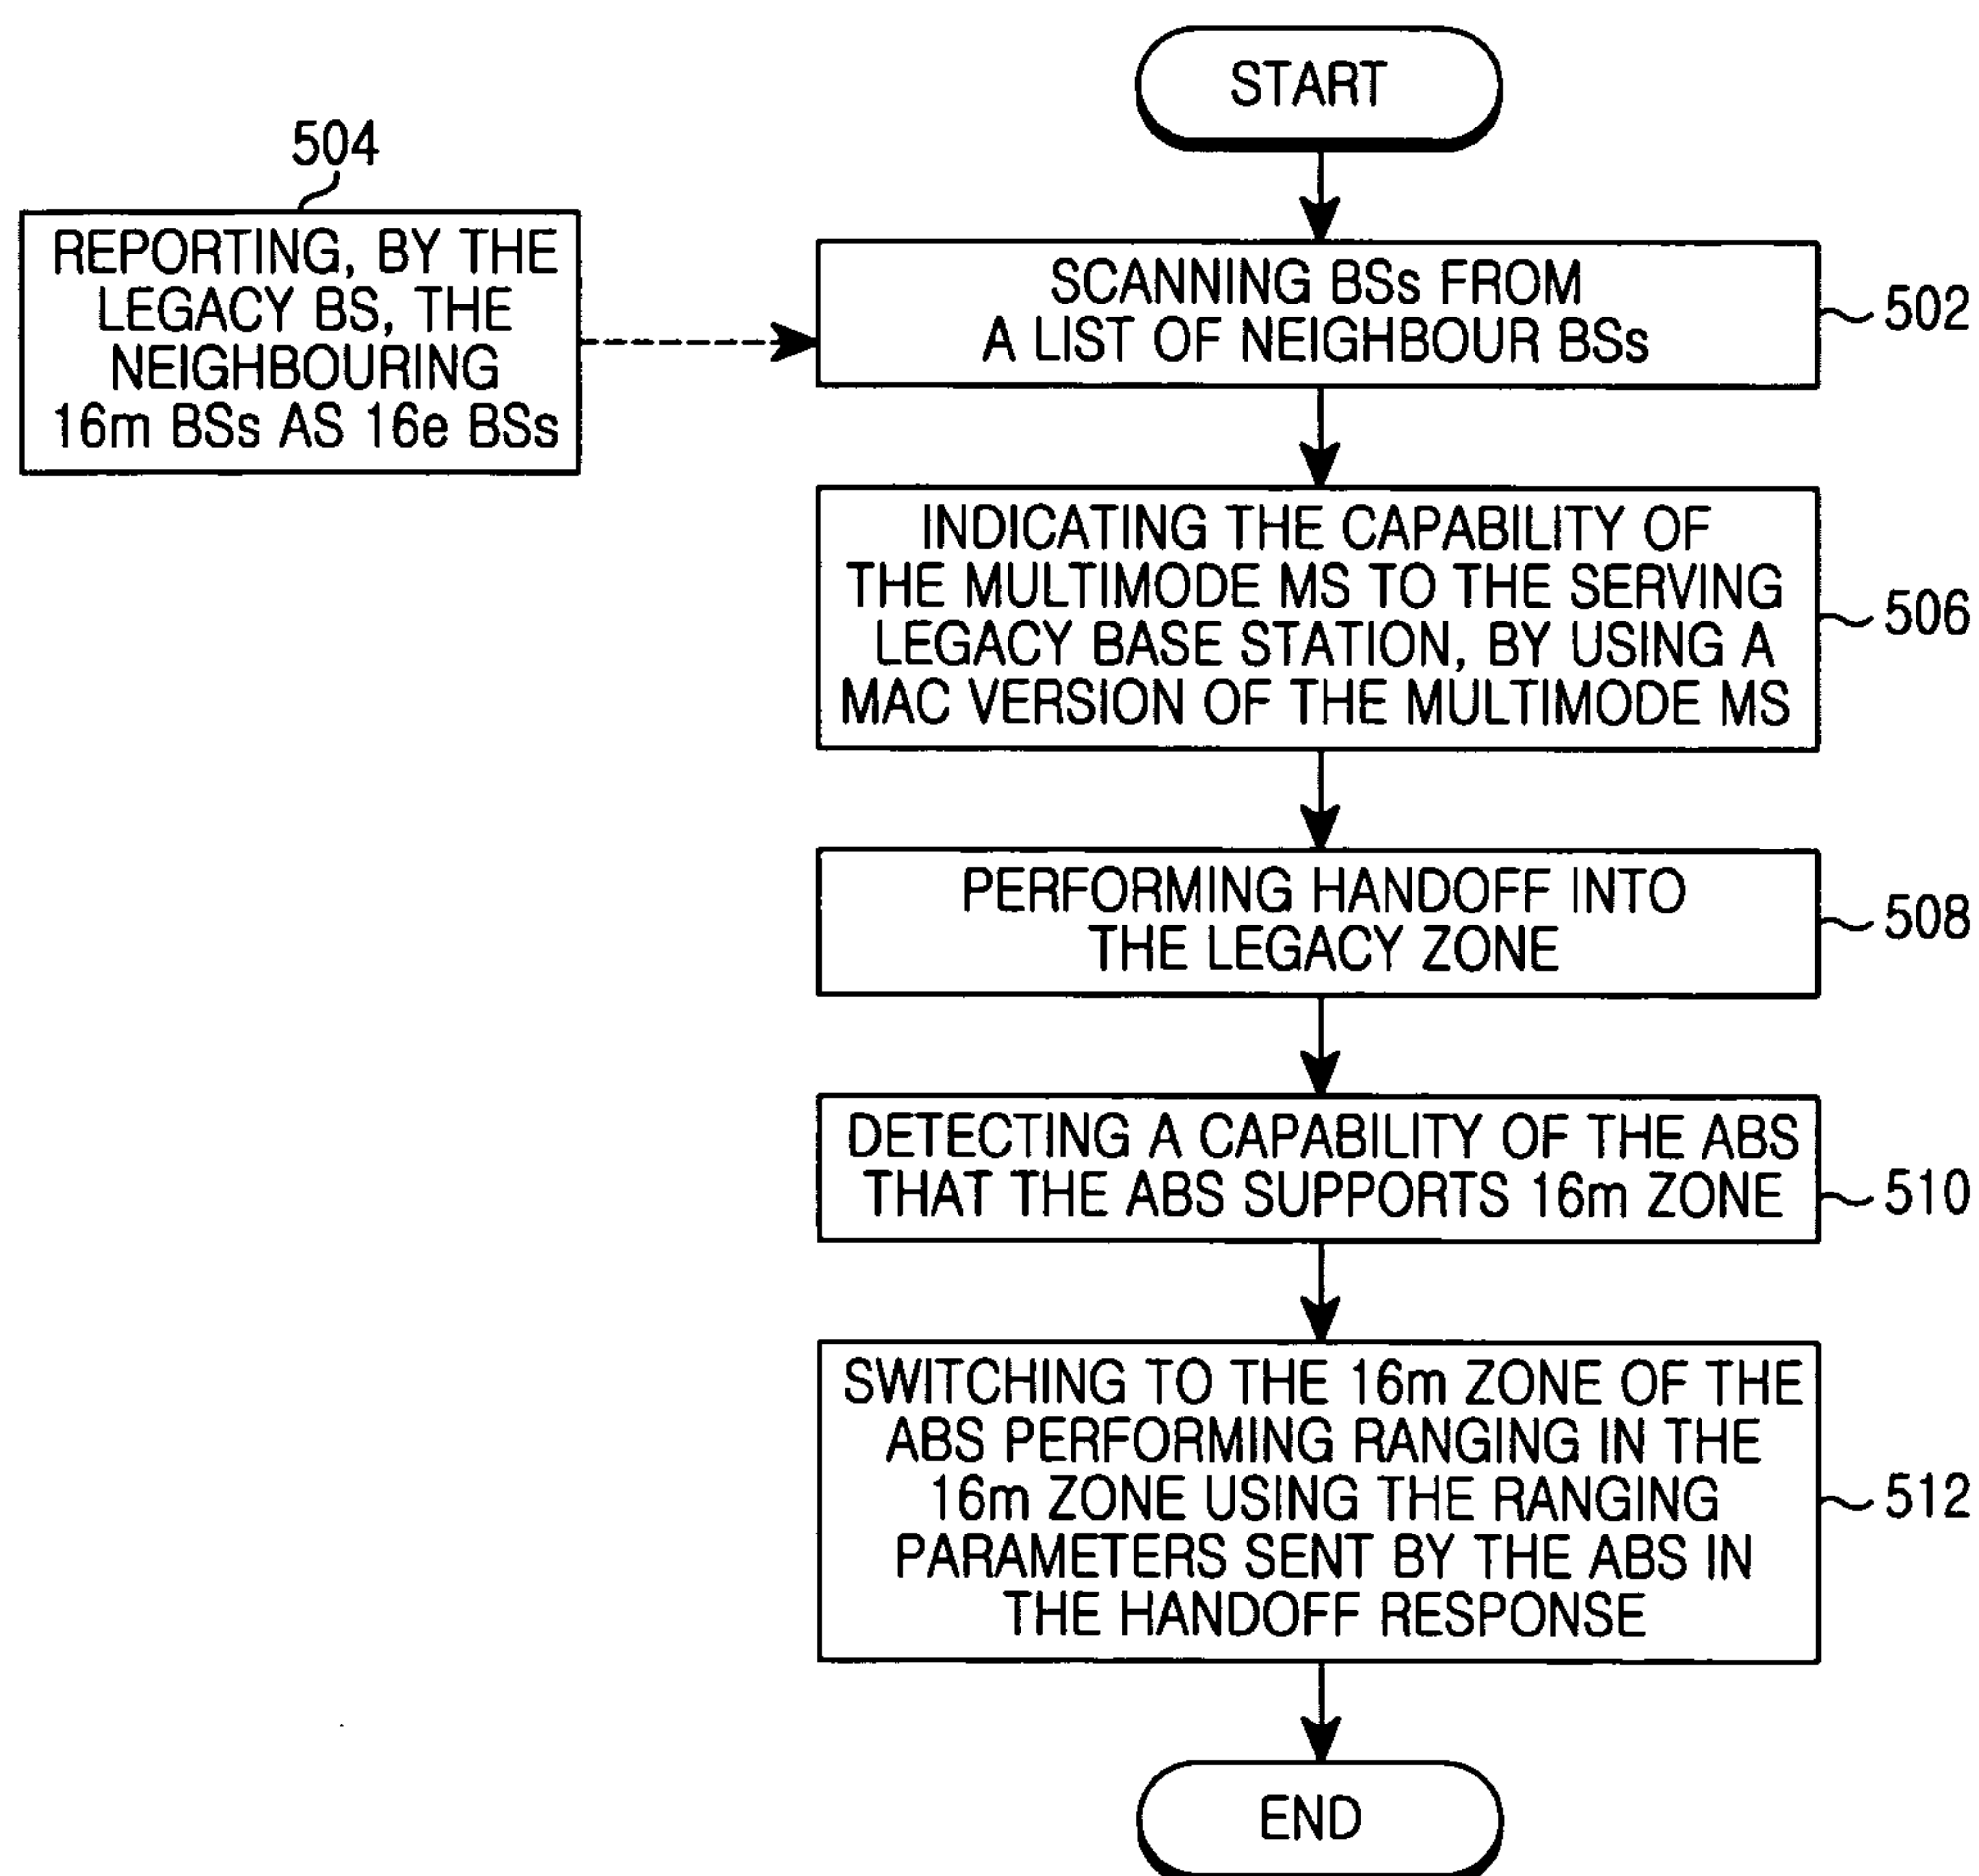 START
504
REPORTING, BY THE
LEGACY BS, THE
NEIGHBOURING
16m BSs AS 16e BSs
SCANNING BSs FROM
A LIST OF NEIGHBOUR BSs
502
INDICATING THE CAPABILITY OF
THE MULTIMODE MS TO THE SERVING
LEGACY BASE STATION, BY USING A
MAC VERSION OF THE MULTIMODE MS
506
PERFORMING HANDOFF INTO
THE LEGACY ZONE
508
DETECTING A CAPABILITY OF THE ABS
THAT THE ABS SUPPORTS 16m ZONE
510
SWITCHING TO THE 16m ZONE OF THE
ABS PERFORMING RANGING IN THE
16m ZONE USING THE RANGING
PARAMETERS SENT BY THE ABS IN
THE HANDOFF RESPONSE
512
END